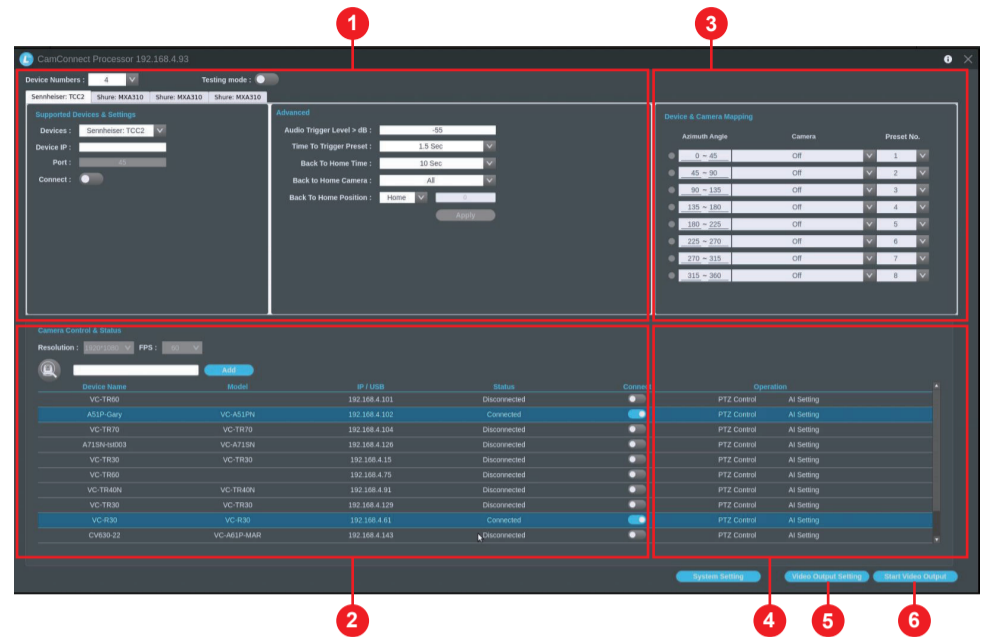 1 3
CamConnect Processor 192.168.4.93
Device Numbers : 4 Testing mode :
Sennheiser: TCC2 Shure: MXA310 Shure: MXA310 Shure: MXA310
Supported Devices & Settings
Devices : Sennheiser: TCC2
Device IP :
Port : 45
Connect :
Advanced
Audio Trigger Level > dB : -55
Time To Trigger Preset : 1.5 Sec
Back To Home Time : 10 Sec
Back to Home Camera : All
Back To Home Position : Home
Apply
Device & Camera Mapping
Azimuth Angle Camera Preset No.
0 ~ 45 Off 1
45 ~ 90 Off 2
90 ~ 135 Off 3
135 ~ 180 Off 4
180 ~ 225 Off 5
225 ~ 270 Off 6
270 ~ 315 Off 7
315 ~ 360 Off 8
Camera Control & Status
Resolution : 1920*1080 FPS : 60
Add
Device Name Model IP / USB Status Connect Operation
VC-TR60 192.168.4.101 Disconnected PTZ Control AI Setting
A51P-Gary VC-A51PN 192.168.4.102 Connected PTZ Control AI Setting
VC-TR70 VC-TR70 192.168.4.104 Disconnected PTZ Control AI Setting
A71SN-tst003 VC-A71SN 192.168.4.126 Disconnected PTZ Control AI Setting
VC-TR30 VC-TR30 192.168.4.15 Disconnected PTZ Control AI Setting
VC-TR60 192.168.4.75 Disconnected PTZ Control AI Setting
VC-TR40N VC-TR40N 192.168.4.91 Disconnected PTZ Control AI Setting
VC-TR30 VC-TR30 192.168.4.129 Disconnected PTZ Control AI Setting
VC-R30 VC-R30 192.168.4.61 Connected PTZ Control AI Setting
CV630-22 VC-A61P-MAR 192.168.4.143 Disconnected PTZ Control AI Setting
System Setting Video Output Setting Start Video Output
2 4 5 6